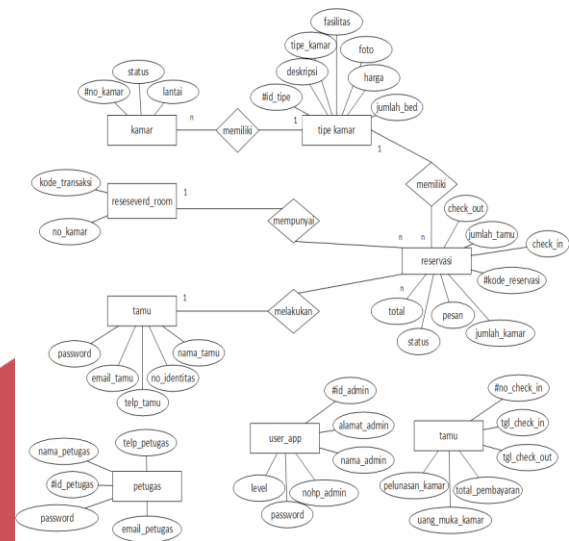 fasilitas
tipe_kamar
foto
status
deskripsi
harga
#no_kamar
lantai
#id_tipe
jumlah_bed
kamar
n
memiliki
1
tipe kamar
1
kode_transaksi
reseseverd_room
1
memiliki
mempunyai
check_out
no_kamar
jumlah_tamu
n
n
check_in
reservasi
#kode_reservasi
n
tamu
1
melakukan
total
pesan
jumlah_kamar
status
password
nama_tamu
email_tamu
no_identitas
telp_tamu
#id_admin
#no_check_in
telp_petugas
alamat_admin
tgl_check_in
nama_petugas
user_app
tamu
nama_admin
tgl_check_out
#id_petugas
petugas
level
nohp_admin
pelunasan_kamar
total_pembayaran
password
password
email_petugas
uang_muka_kamar